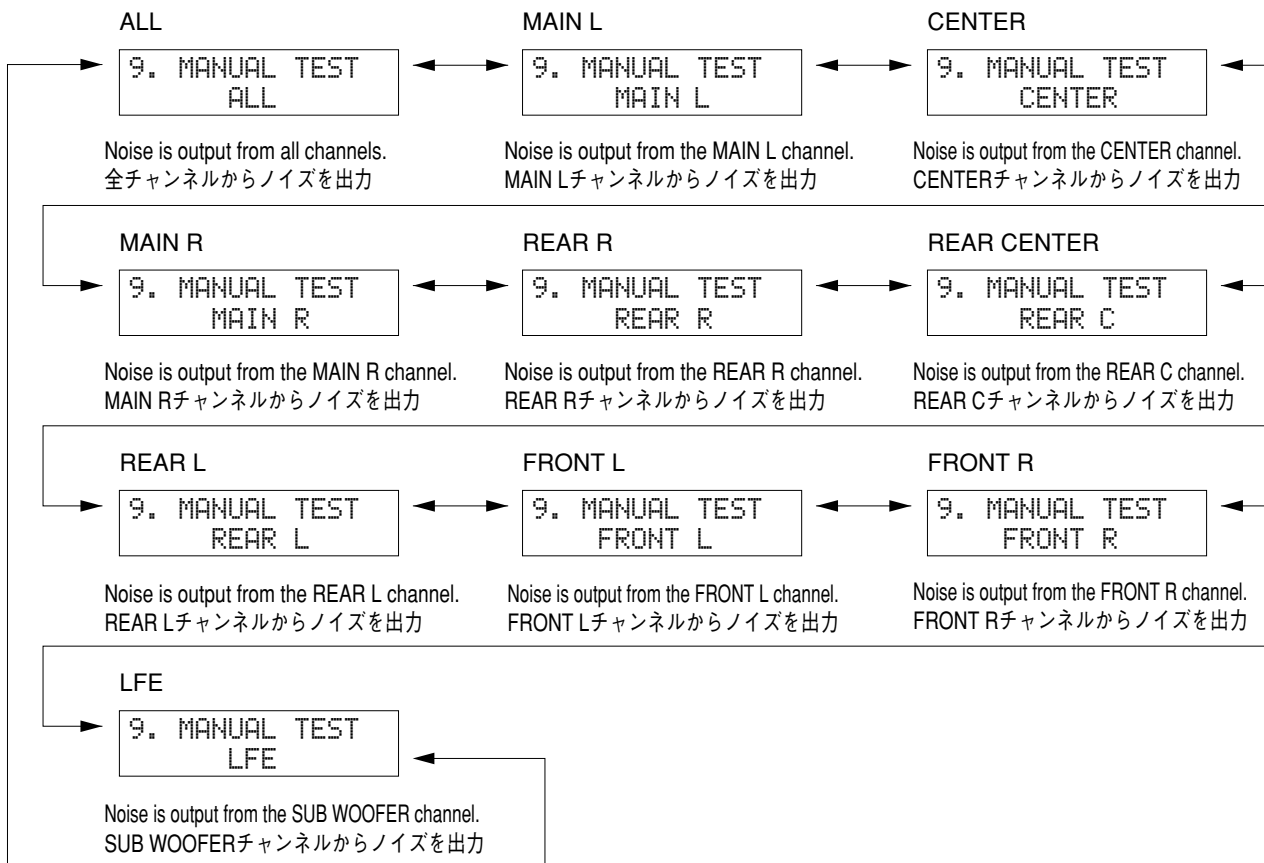 ALL
MAIN L
CENTER
9. MANUAL TEST
ALL
9. MANUAL TEST
MAIN L
9. MANUAL TEST
CENTER
Noise is output from all channels.
全チャンネルからノイズを出力
Noise is output from the MAIN L channel.
MAIN Lチャンネルからノイズを出力
Noise is output from the CENTER channel.
CENTERチャンネルからノイズを出力
MAIN R
REAR R
REAR CENTER
9. MANUAL TEST
MAIN R
9. MANUAL TEST
REAR R
9. MANUAL TEST
REAR C
Noise is output from the MAIN R channel.
MAIN Rチャンネルからノイズを出力
Noise is output from the REAR R channel.
REAR Rチャンネルからノイズを出力
Noise is output from the REAR C channel.
REAR Cチャンネルからノイズを出力
REAR L
FRONT L
FRONT R
9. MANUAL TEST
REAR L
9. MANUAL TEST
FRONT L
9. MANUAL TEST
FRONT R
Noise is output from the REAR L channel.
REAR Lチャンネルからノイズを出力
Noise is output from the FRONT L channel.
FRONT Lチャンネルからノイズを出力
Noise is output from the FRONT R channel.
FRONT Rチャンネルからノイズを出力
LFE
9. MANUAL TEST
LFE
Noise is output from the SUB WOOFER channel.
SUB WOOFERチャンネルからノイズを出力